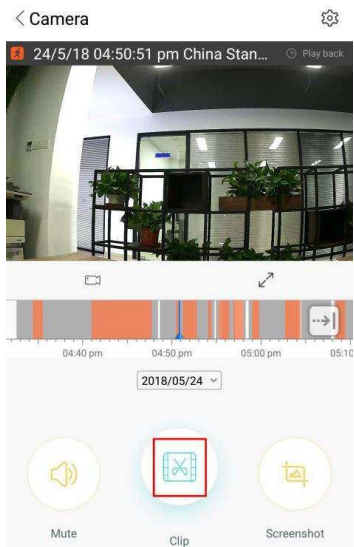 Camera
24/5/18 04:50:51 pm China Stan...
Play back
04:40 pm
04:50 pm
05:00 pm
05:10
2018/05/24
Mute
Clip
Screenshot